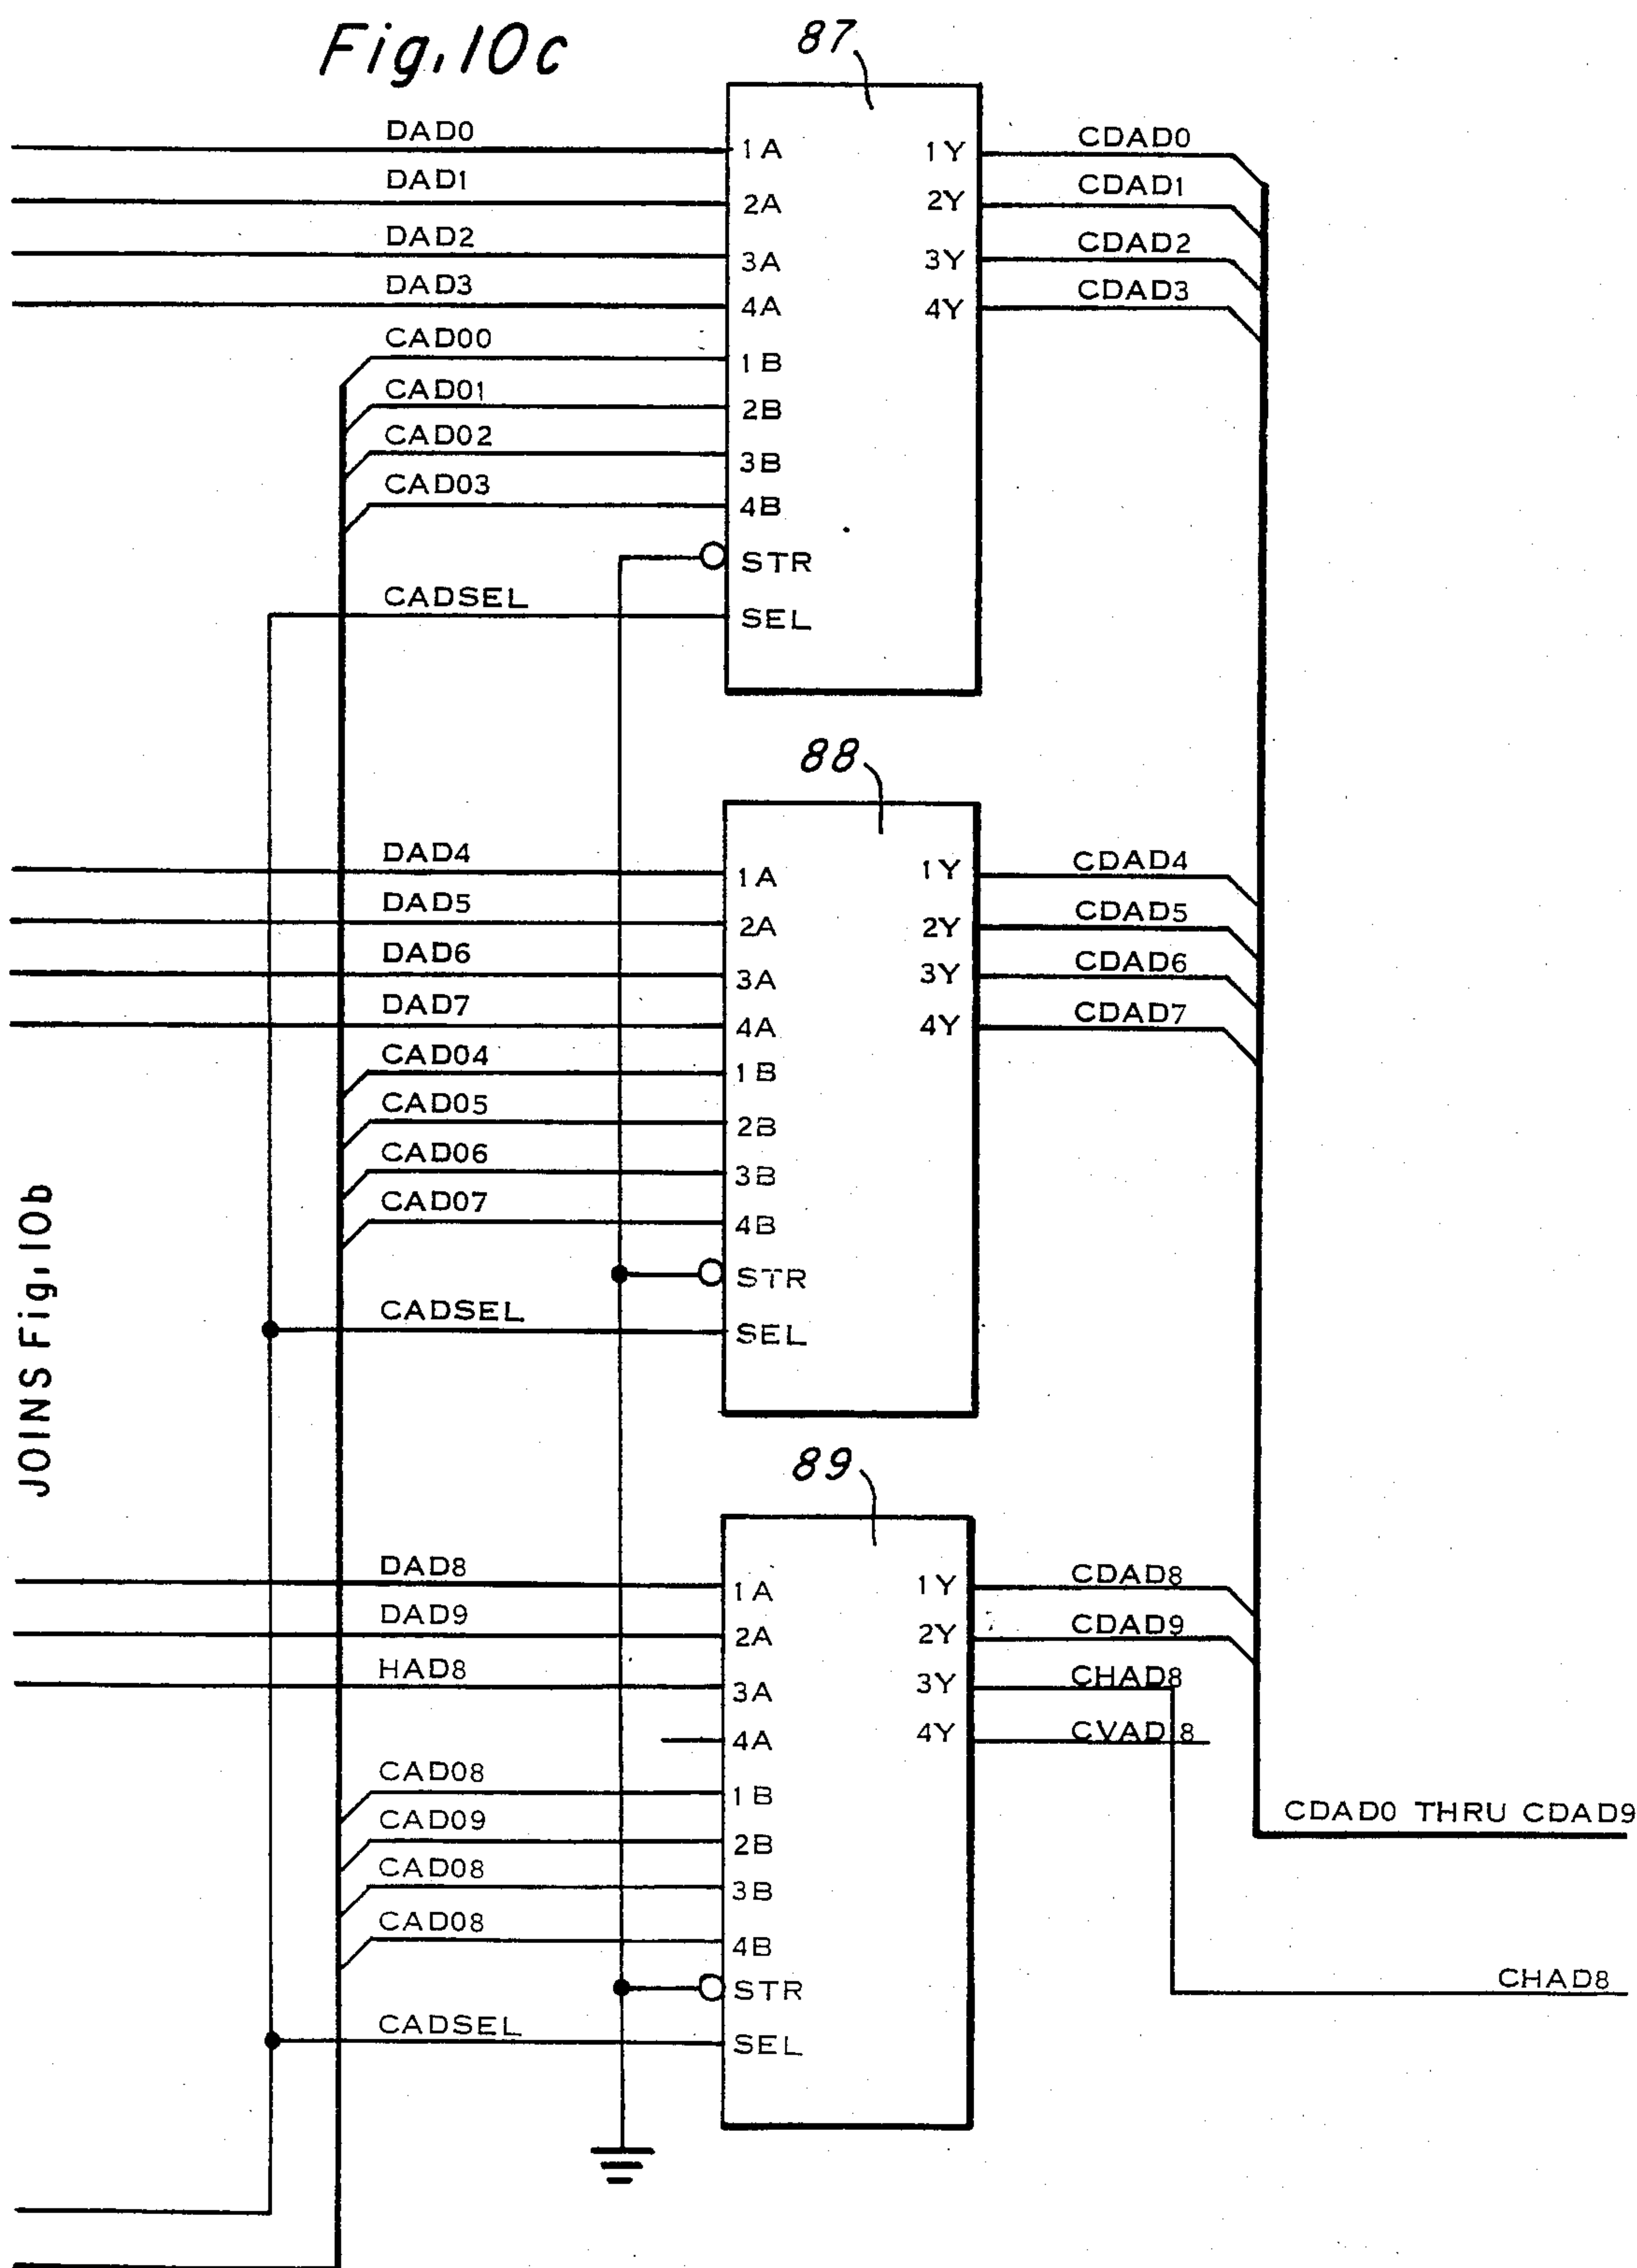 Fig. 10c
87
DAD0
DAD1
DAD2
DAD3
CAD00
CAD01
CAD02
CAD03
CADSEL
1A
2A
3A
4A
1B
2B
3B
4B
STR
SEL
1Y
2Y
3Y
4Y
CDAD0
CDAD1
CDAD2
CDAD3
88
DAD4
DAD5
DAD6
DAD7
CAD04
CAD05
CAD06
CAD07
CADSEL
1A
2A
3A
4A
1B
2B
3B
4B
STR
SEL
1Y
2Y
3Y
4Y
CDAD4
CDAD5
CDAD6
CDAD7
JOINS Fig. 10b
89
DAD8
DAD9
HAD8
CAD08
CAD09
CAD08
CAD08
CADSEL
1A
2A
3A
4A
1B
2B
3B
4B
STR
SEL
1Y
2Y
3Y
4Y
CDAD8
CDAD9
CHAD8
CVAD8
CDAD0 THRU CDAD9
CHAD8